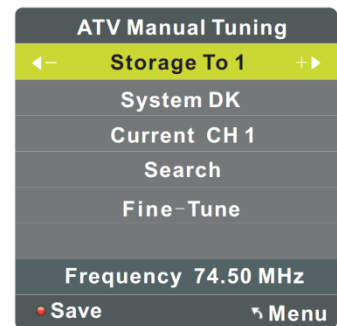 ATV Manual Tuning
− Storage To 1 +
System DK
Current CH 1
Search
Fine-Tune
Frequency 74.50 MHz
Save Menu